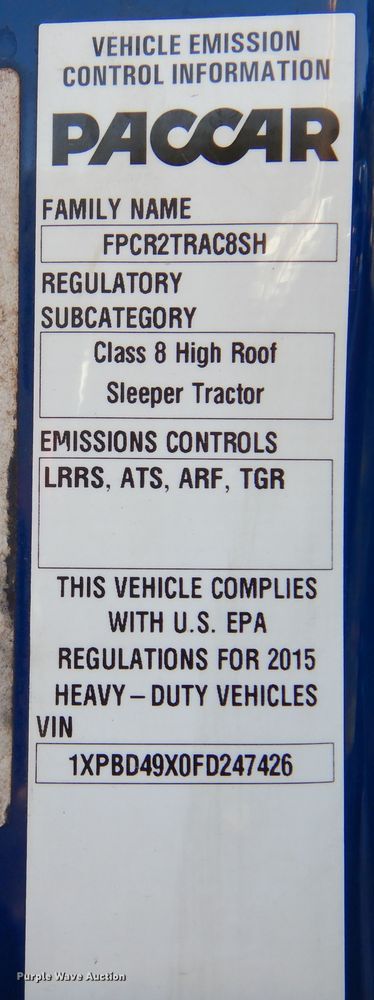 VEHICLE EMISSION
CONTROL INFORMATION
PACCAR
FAMILY NAME
FPCR2TRAC8SH
REGULATORY
SUBCATEGORY
Class 8 High Roof
Sleeper Tractor
EMISSIONS CONTROLS
LRRS, ATS, ARF, TGR
THIS VEHICLE COMPLIES
WITH U.S. EPA
REGULATIONS FOR 2015
HEAVY-DUTY VEHICLES
VIN
1XPBD49X0FD247426
Purple Wave Auction